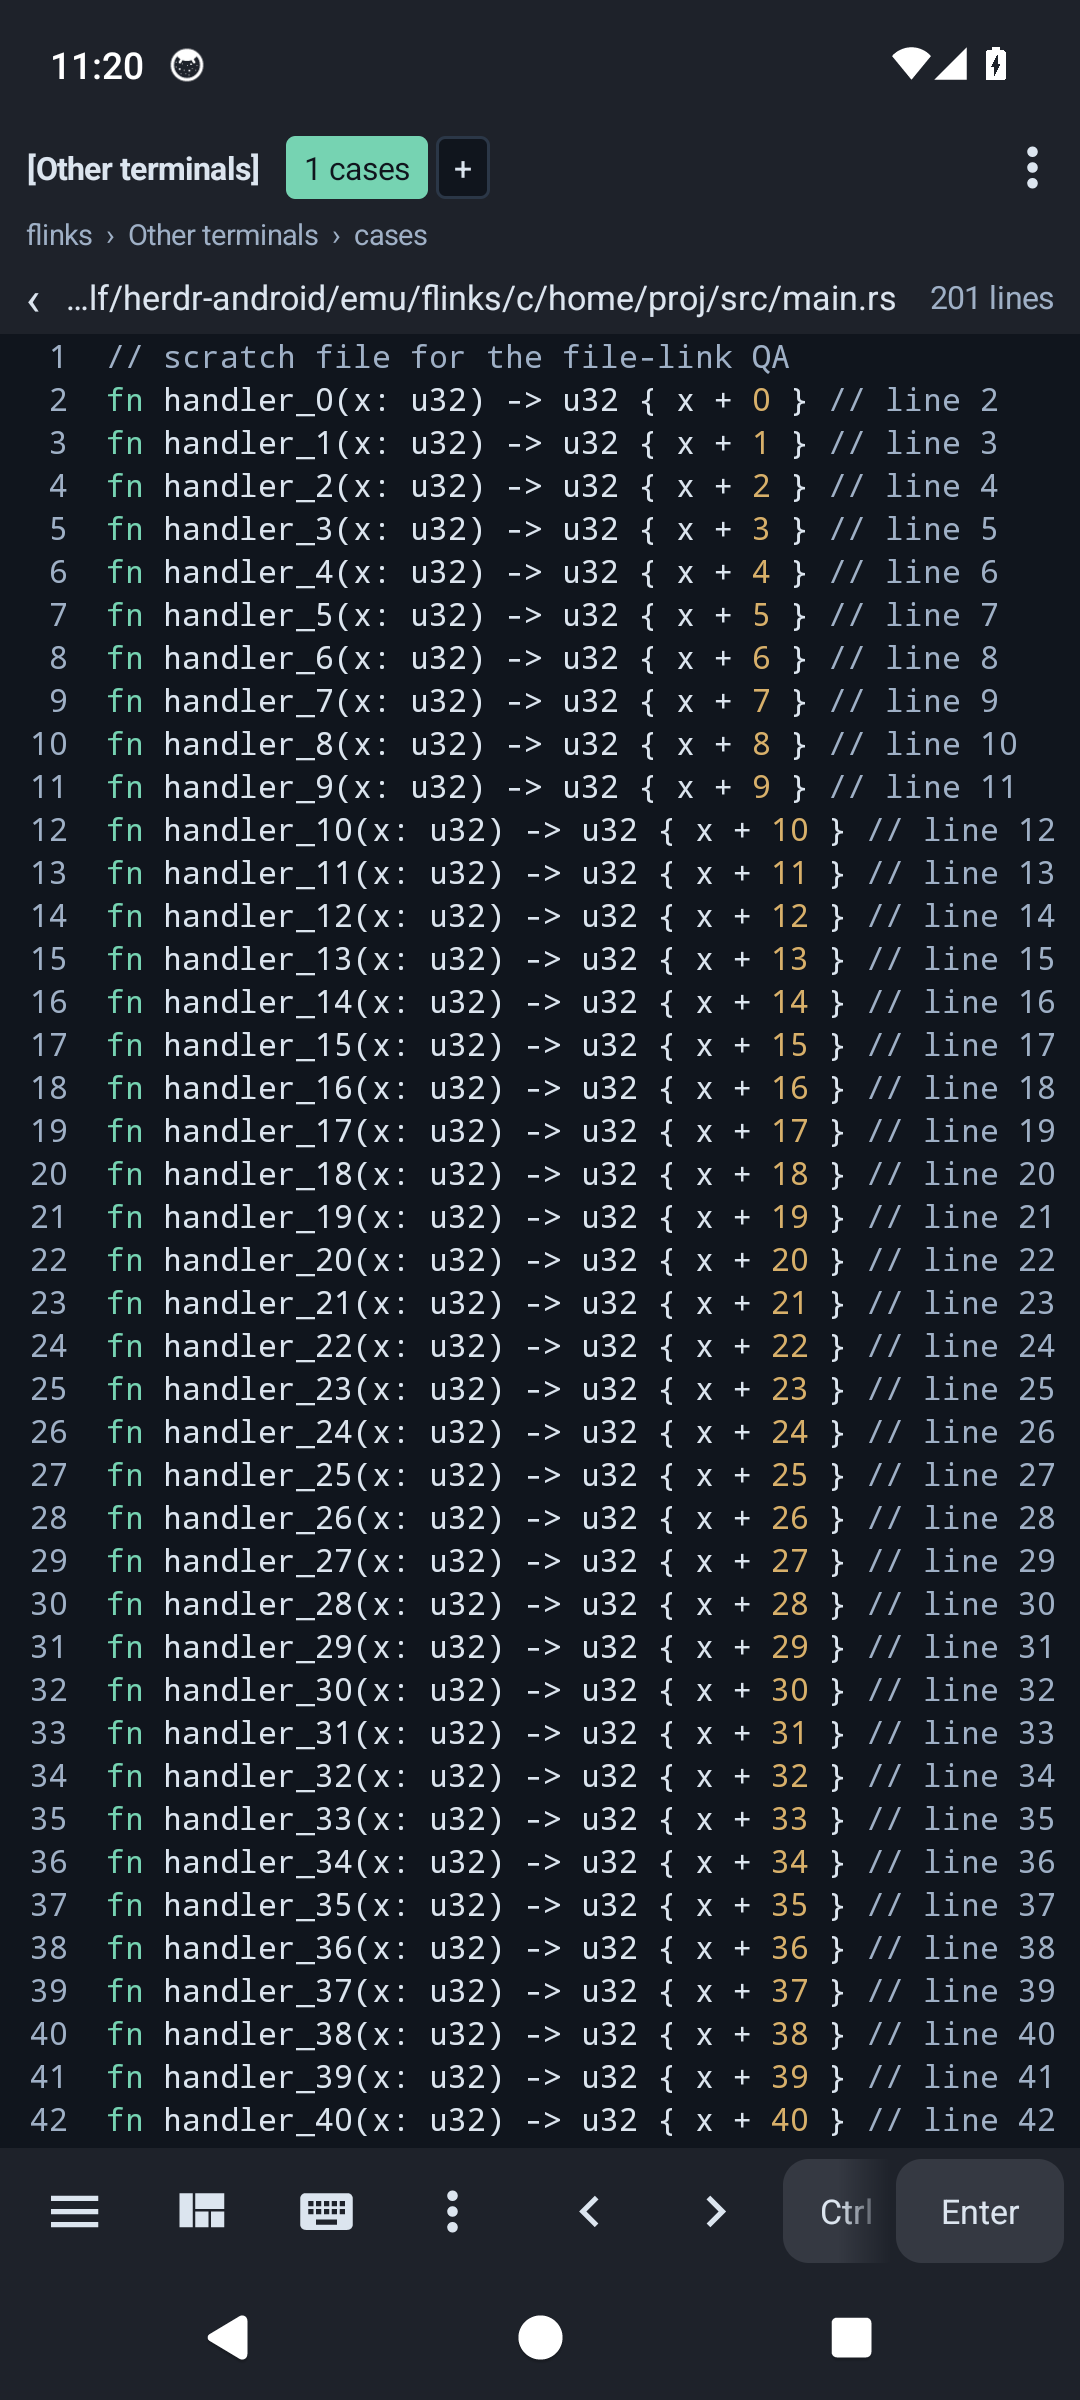 11:20
[Other terminals] 1 cases +
flinks › Other terminals › cases
‹ …lf/herdr-android/emu/flinks/c/home/proj/src/main.rs 201 lines
1 // scratch file for the file-link QA
2 fn handler_0(x: u32) -> u32 { x + 0 } // line 2
3 fn handler_1(x: u32) -> u32 { x + 1 } // line 3
4 fn handler_2(x: u32) -> u32 { x + 2 } // line 4
5 fn handler_3(x: u32) -> u32 { x + 3 } // line 5
6 fn handler_4(x: u32) -> u32 { x + 4 } // line 6
7 fn handler_5(x: u32) -> u32 { x + 5 } // line 7
8 fn handler_6(x: u32) -> u32 { x + 6 } // line 8
9 fn handler_7(x: u32) -> u32 { x + 7 } // line 9
10 fn handler_8(x: u32) -> u32 { x + 8 } // line 10
11 fn handler_9(x: u32) -> u32 { x + 9 } // line 11
12 fn handler_10(x: u32) -> u32 { x + 10 } // line 12
13 fn handler_11(x: u32) -> u32 { x + 11 } // line 13
14 fn handler_12(x: u32) -> u32 { x + 12 } // line 14
15 fn handler_13(x: u32) -> u32 { x + 13 } // line 15
16 fn handler_14(x: u32) -> u32 { x + 14 } // line 16
17 fn handler_15(x: u32) -> u32 { x + 15 } // line 17
18 fn handler_16(x: u32) -> u32 { x + 16 } // line 18
19 fn handler_17(x: u32) -> u32 { x + 17 } // line 19
20 fn handler_18(x: u32) -> u32 { x + 18 } // line 20
21 fn handler_19(x: u32) -> u32 { x + 19 } // line 21
22 fn handler_20(x: u32) -> u32 { x + 20 } // line 22
23 fn handler_21(x: u32) -> u32 { x + 21 } // line 23
24 fn handler_22(x: u32) -> u32 { x + 22 } // line 24
25 fn handler_23(x: u32) -> u32 { x + 23 } // line 25
26 fn handler_24(x: u32) -> u32 { x + 24 } // line 26
27 fn handler_25(x: u32) -> u32 { x + 25 } // line 27
28 fn handler_26(x: u32) -> u32 { x + 26 } // line 28
29 fn handler_27(x: u32) -> u32 { x + 27 } // line 29
30 fn handler_28(x: u32) -> u32 { x + 28 } // line 30
31 fn handler_29(x: u32) -> u32 { x + 29 } // line 31
32 fn handler_30(x: u32) -> u32 { x + 30 } // line 32
33 fn handler_31(x: u32) -> u32 { x + 31 } // line 33
34 fn handler_32(x: u32) -> u32 { x + 32 } // line 34
35 fn handler_33(x: u32) -> u32 { x + 33 } // line 35
36 fn handler_34(x: u32) -> u32 { x + 34 } // line 36
37 fn handler_35(x: u32) -> u32 { x + 35 } // line 37
38 fn handler_36(x: u32) -> u32 { x + 36 } // line 38
39 fn handler_37(x: u32) -> u32 { x + 37 } // line 39
40 fn handler_38(x: u32) -> u32 { x + 38 } // line 40
41 fn handler_39(x: u32) -> u32 { x + 39 } // line 41
42 fn handler_40(x: u32) -> u32 { x + 40 } // line 42
Ctrl Enter